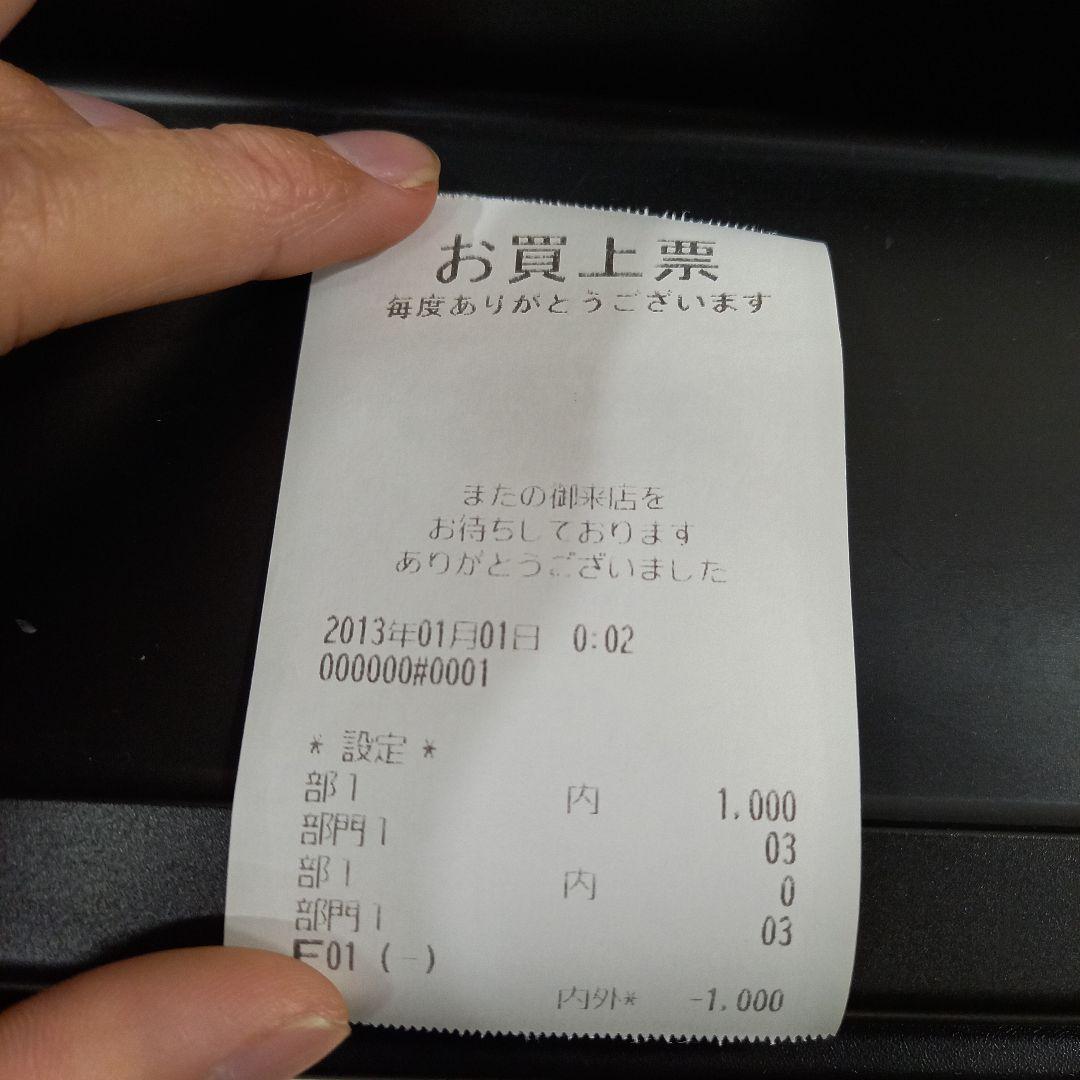 お買上票
毎度ありがとうございます
またの御来店を
お待ちしております
ありがとうございました
2013年01月01日 0:02
000000#0001
* 設定 *
部1 内 1,000
部門1 03
部1 内 0
部門1 03
F01 (-)
内外* -1,000